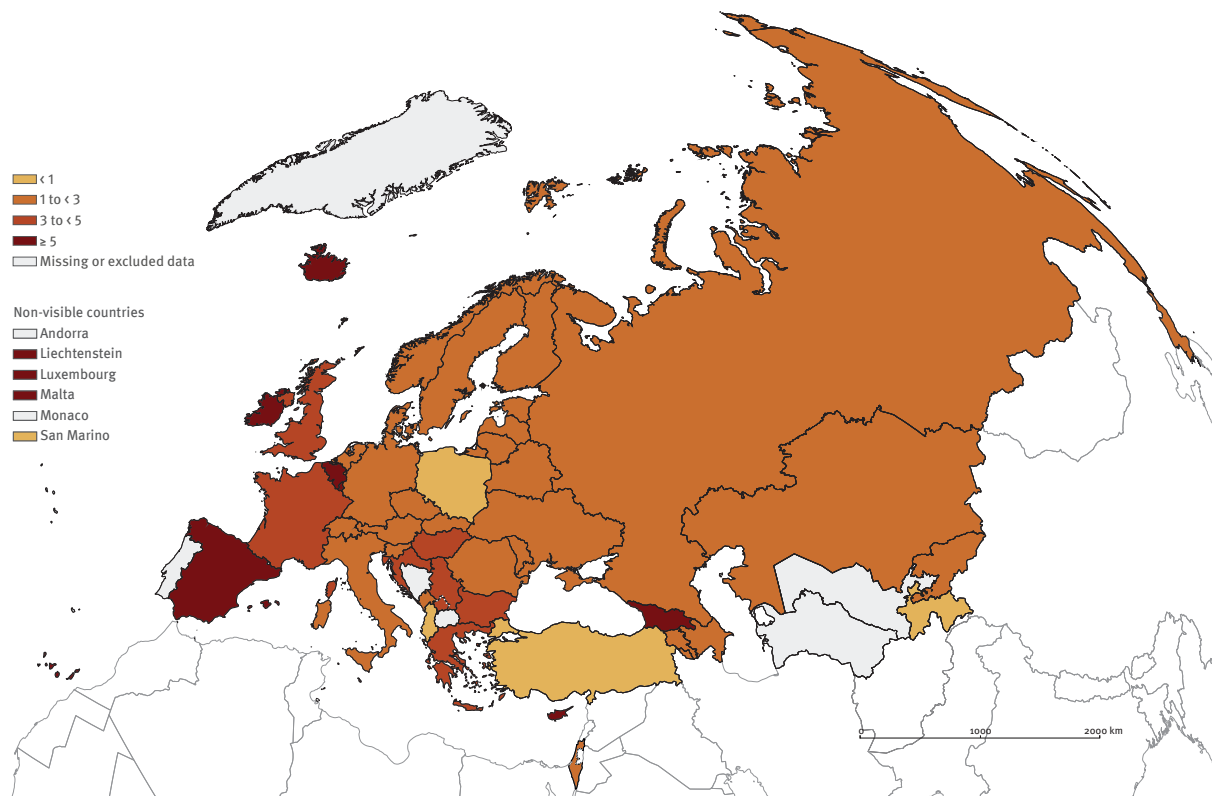 < 1
1 to < 3
3 to < 5
≥ 5
Missing or excluded data
Non-visible countries
Andorra
Liechtenstein
Luxembourg
Malta
Monaco
San Marino
0 1000 2000 km